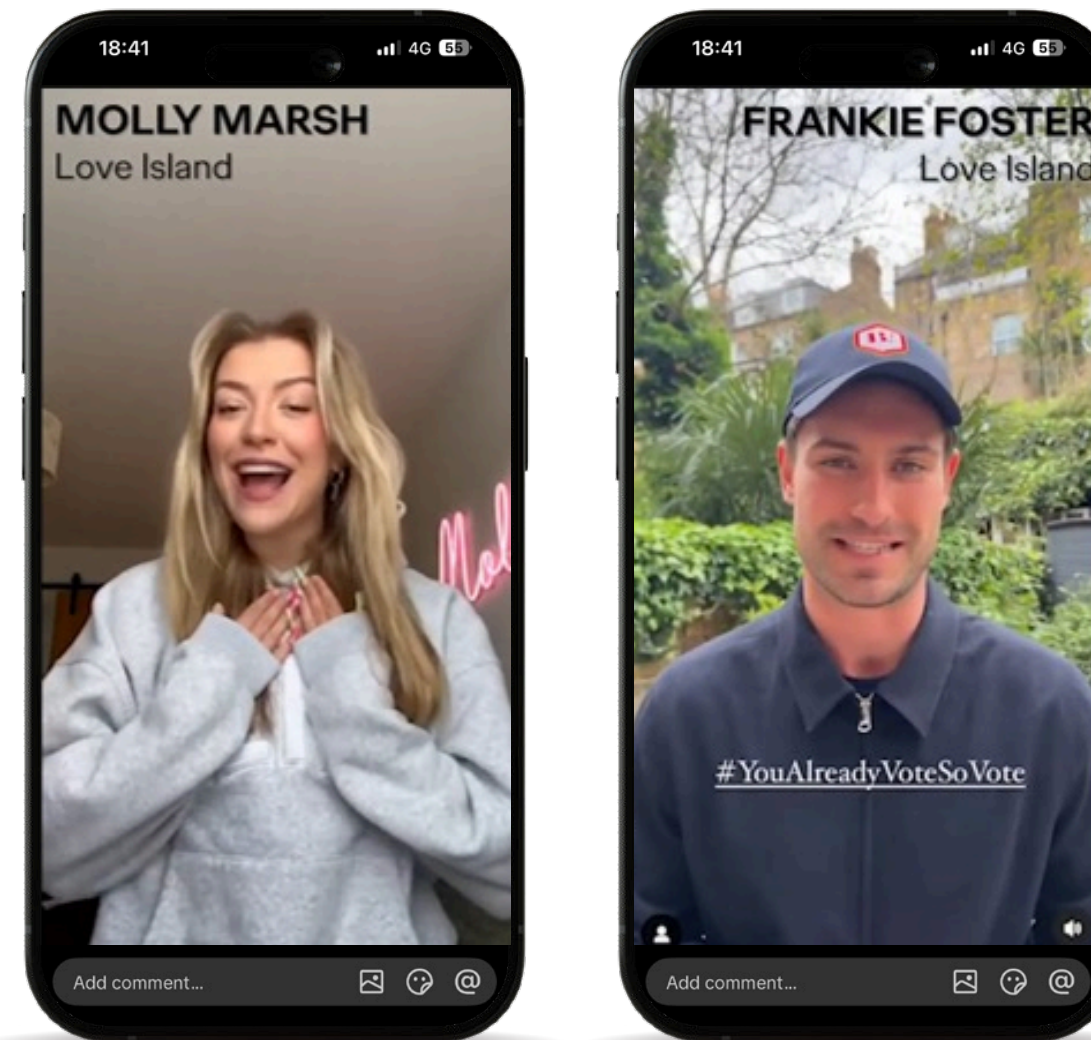 18:41
4G 55
MOLLY MARSH
Love Island
Add comment...
@
18:41
4G 55
FRANKIE FOSTER
Love Island
#YouAlreadyVoteSoVote
Add comment...
@